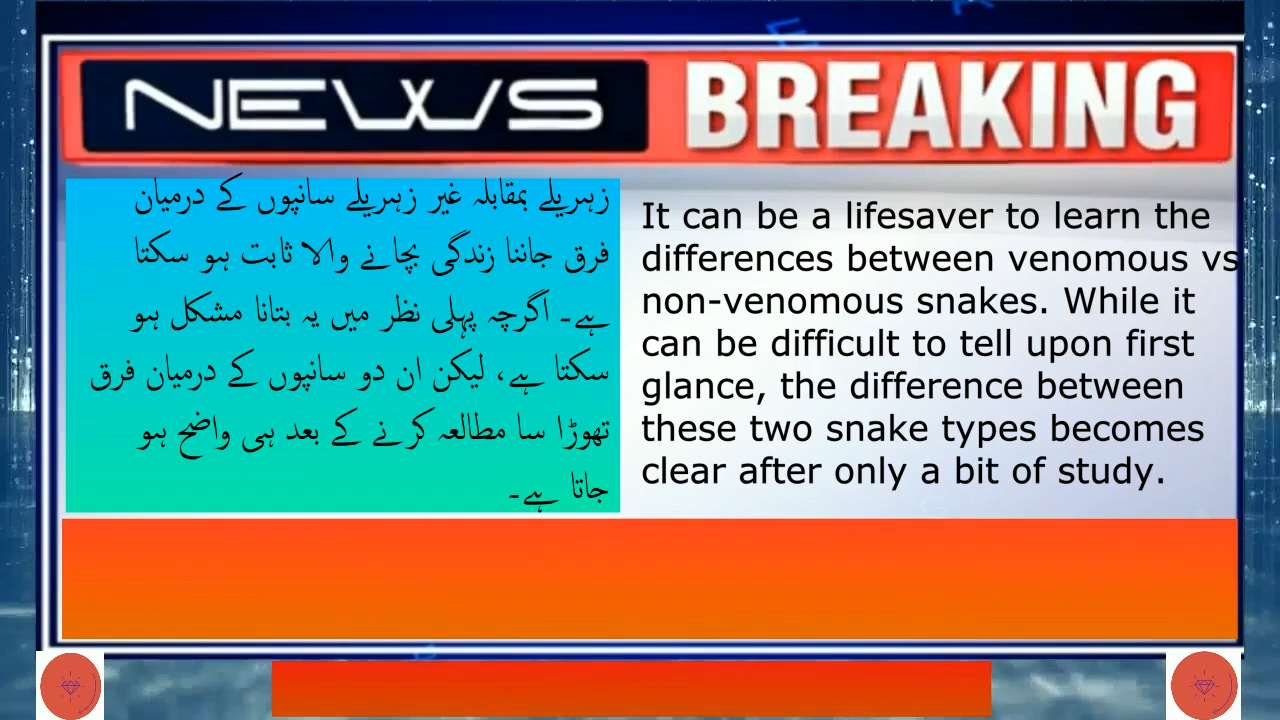 NEWS BREAKING
زہریلے بمقابلہ غیر زہریلے سانپوں کے درمیان
فرق جاننا زندگی بچانے والا ثابت ہو سکتا
ہے۔ اگرچہ پہلی نظر میں یہ بتانا مشکل ہو
سکتا ہے، لیکن ان دو سانپوں کے درمیان فرق
تھوڑا سا مطالعہ کرنے کے بعد ہی واضح ہو
جاتا ہے۔
It can be a lifesaver to learn the
differences between venomous vs
non-venomous snakes. While it
can be difficult to tell upon first
glance, the difference between
these two snake types becomes
clear after only a bit of study.